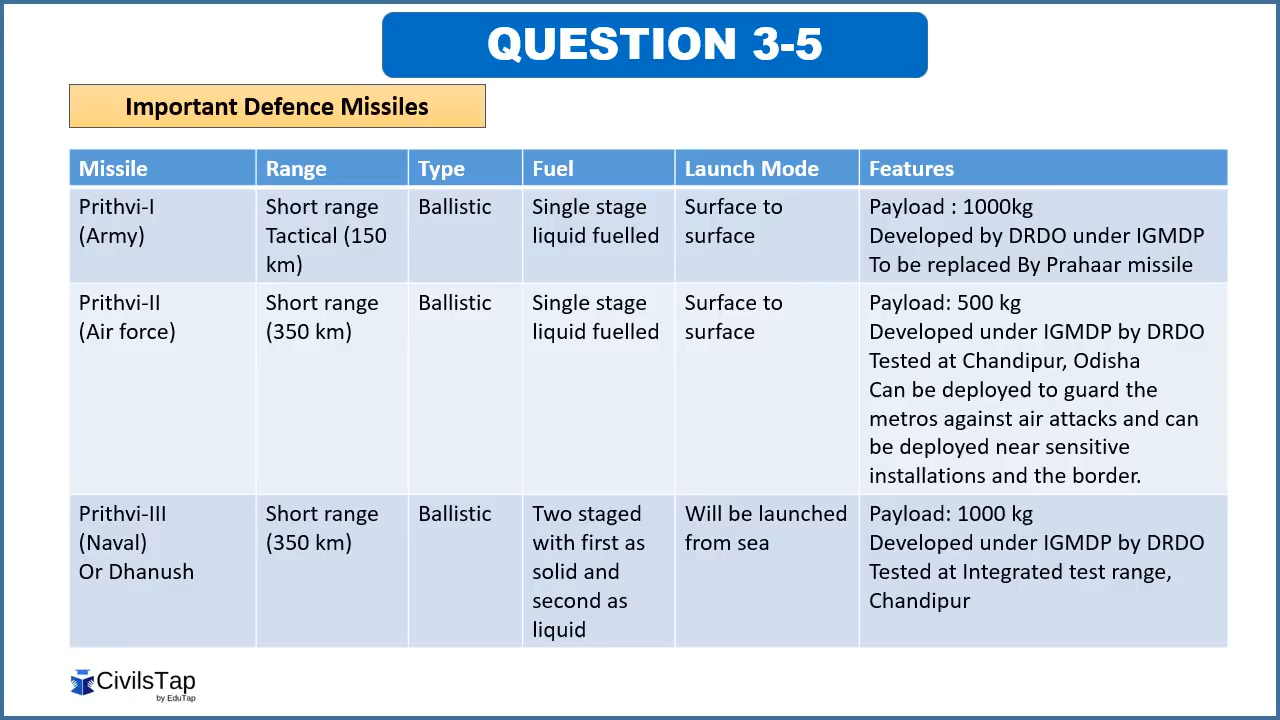 QUESTION 3-5
Important Defence Missiles
Missile
Range
Type
Fuel
Launch Mode
Features
Prithvi-I
(Army)
Short range
Tactical (150
km)
Ballistic
Single stage
liquid fuelled
Surface to
surface
Payload : 1000kg
Developed by DRDO under IGMDP
To be replaced By Prahaar missile
Prithvi-II
(Air force)
Short range
(350 km)
Ballistic
Single stage
liquid fuelled
Surface to
surface
Payload: 500 kg
Developed under IGMDP by DRDO
Tested at Chandipur, Odisha
Can be deployed to guard the
metros against air attacks and can
be deployed near sensitive
installations and the border.
Prithvi-III
(Naval)
Or Dhanush
Short range
(350 km)
Ballistic
Two staged
with first as
solid and
second as
liquid
Will be launched
from sea
Payload: 1000 kg
Developed under IGMDP by DRDO
Tested at Integrated test range,
Chandipur
CivilsTap
by EduTap